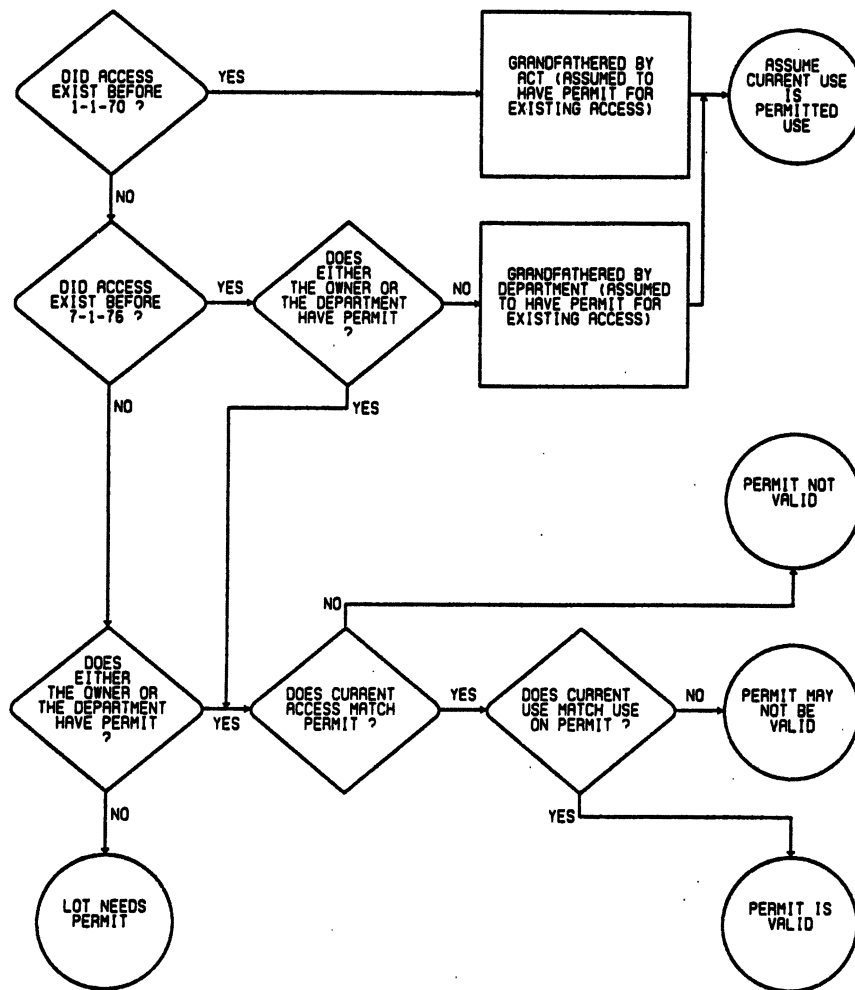 DID ACCESS
EXIST BEFORE
1-1-70 ?
YES
GRANDFATHERED BY
ACT (ASSUMED TO
HAVE PERMIT FOR
EXISTING ACCESS)
ASSUME
CURRENT USE
IS
PERMITTED
USE
NO
DID ACCESS
EXIST BEFORE
7-1-76 ?
YES
DOES
EITHER
THE OWNER OR
THE DEPARTMENT
HAVE PERMIT
?
NO
GRANDFATHERED BY
DEPARTMENT (ASSUMED
TO HAVE PERMIT FOR
EXISTING ACCESS)
NO
YES
PERMIT NOT
VALID
NO
DOES
EITHER
THE OWNER OR
THE DEPARTMENT
HAVE PERMIT
?
YES
DOES CURRENT
ACCESS MATCH
PERMIT ?
YES
DOES CURRENT
USE MATCH USE
ON PERMIT ?
NO
PERMIT MAY
NOT BE
VALID
NO
YES
LOT NEEDS
PERMIT
PERMIT IS
VALID